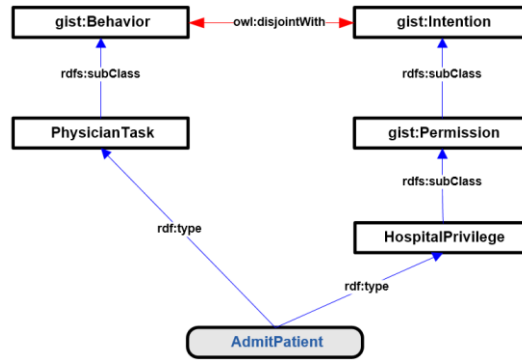 gist:Behavior
owl:disjointWith
gist:Intention
rdfs:subClass
rdfs:subClass
PhysicianTask
gist:Permission
rdfs:subClass
HospitalPrivilege
rdf:type
rdf:type
AdmitPatient